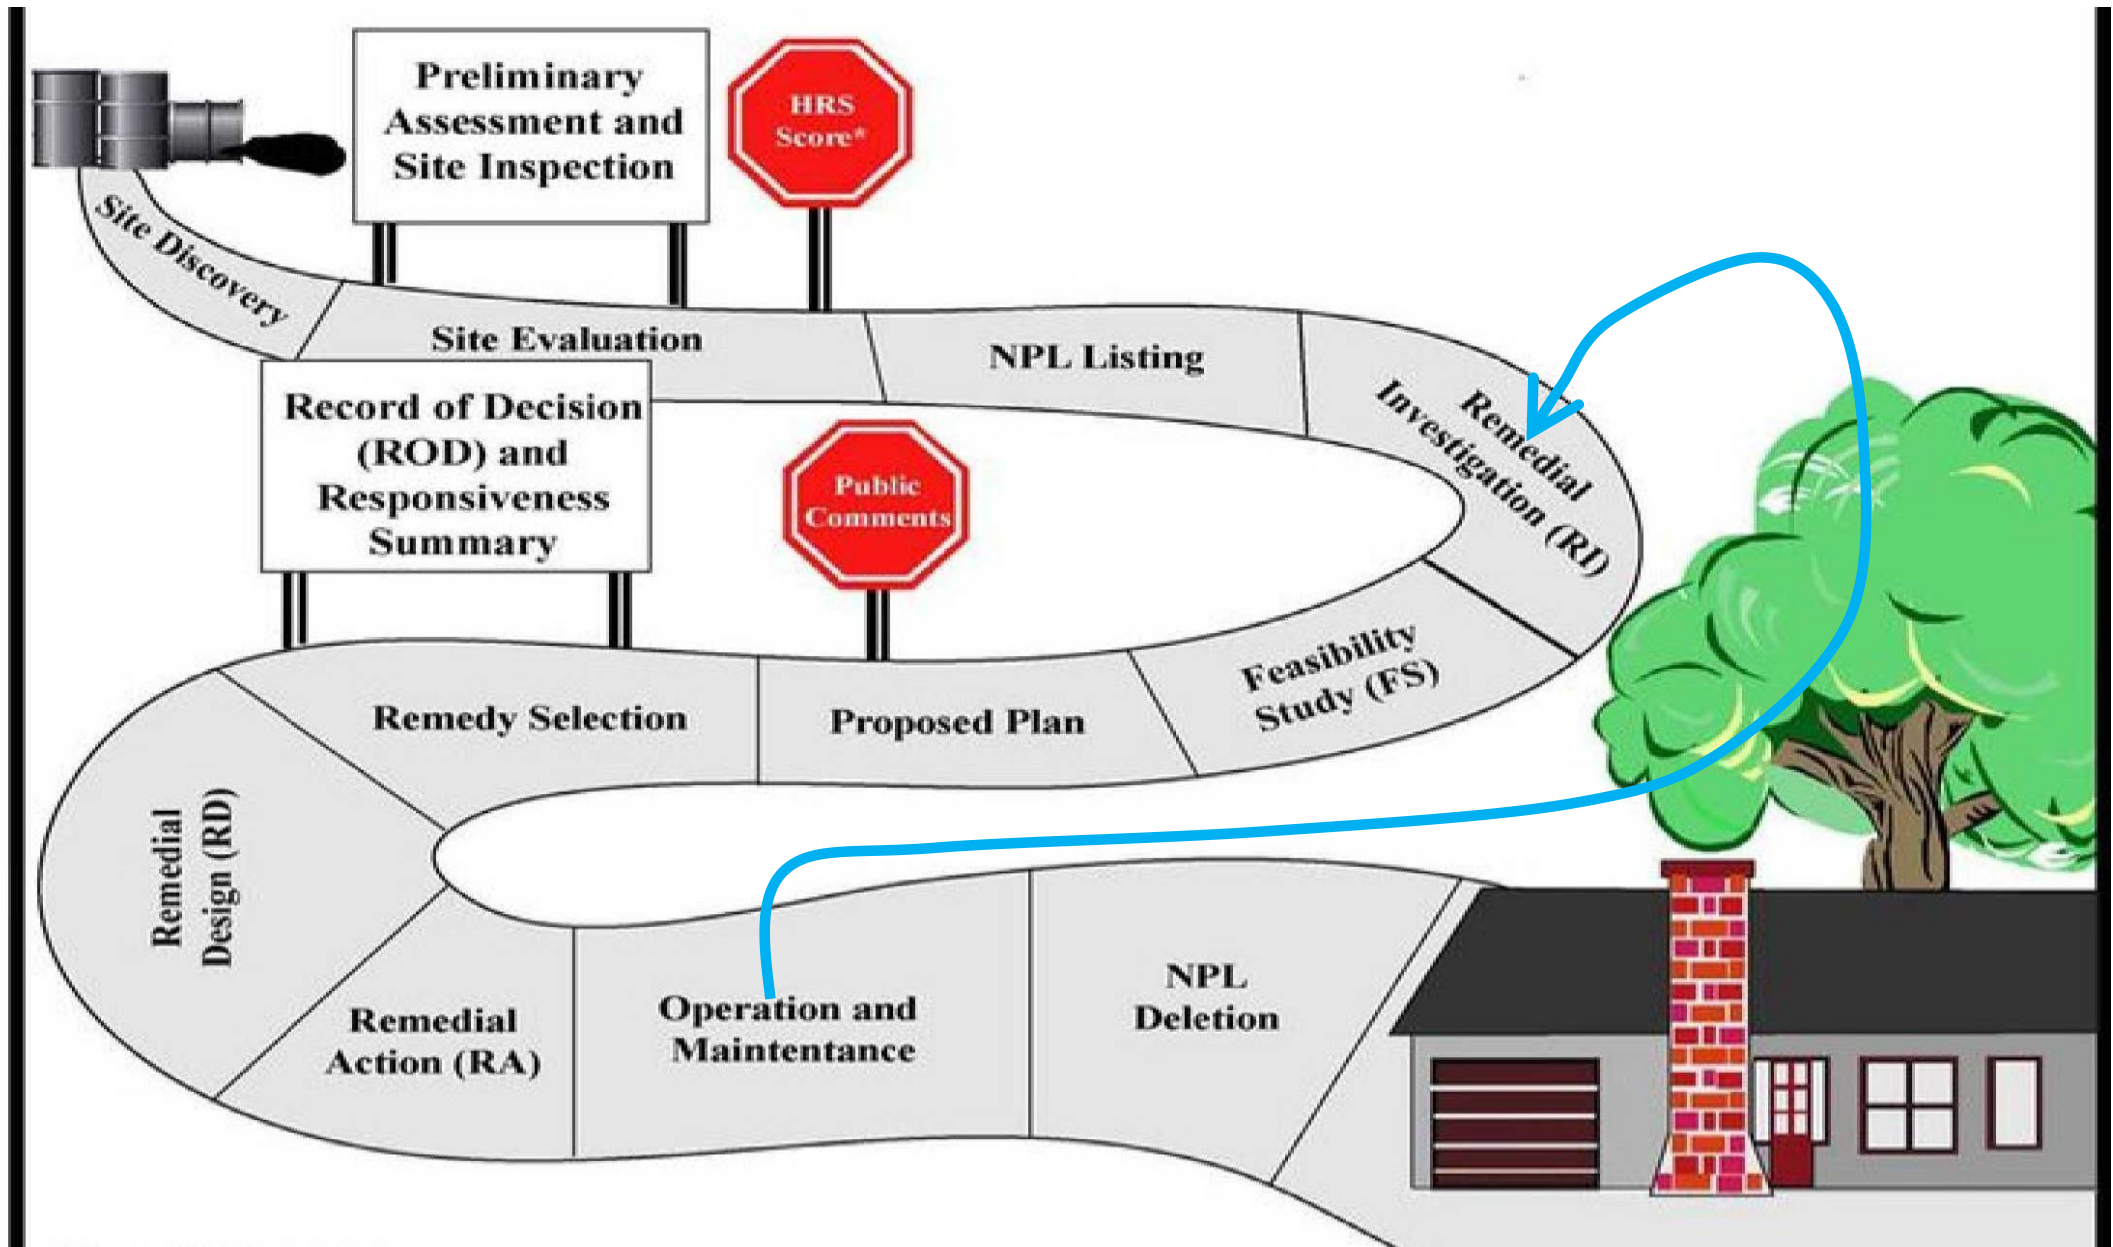 Preliminary
Assessment and
Site Inspection
HRS
Score*
Site Discovery
Site Evaluation
NPL Listing
Remedial
Investigation (RI)
Record of Decision
(ROD) and
Responsiveness
Summary
Public
Comments
Feasibility
Study (FS)
Proposed Plan
Remedy Selection
Remedial
Design (RD)
Remedial
Action (RA)
Operation and
Maintentance
NPL
Deletion